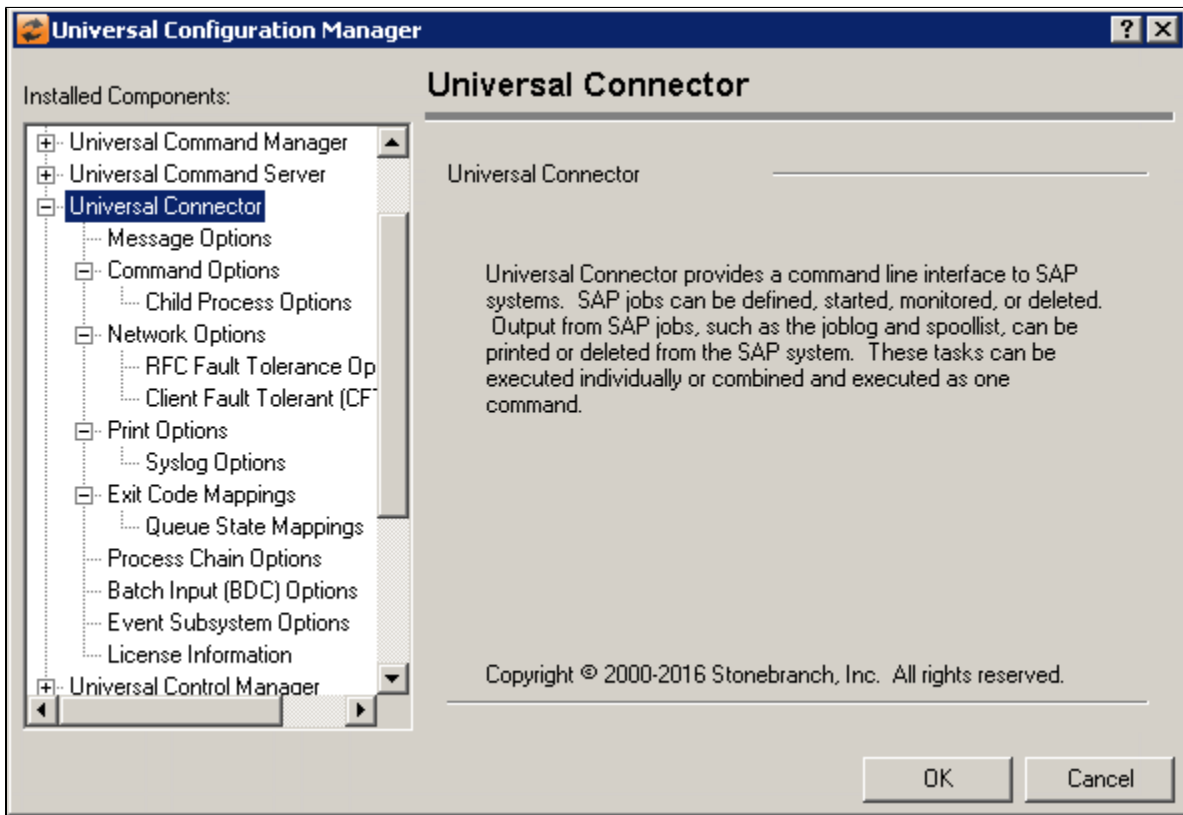 Universal Configuration Manager
Installed Components:
Universal Command Manager
Universal Command Server
Universal Connector
Message Options
Command Options
Child Process Options
Network Options
RFC Fault Tolerance Op
Client Fault Tolerant (CFT
Print Options
Syslog Options
Exit Code Mappings
Queue State Mappings
Process Chain Options
Batch Input (BDC) Options
Event Subsystem Options
License Information
Universal Control Manager
Universal Connector
Universal Connector
Universal Connector provides a command line interface to SAP
systems. SAP jobs can be defined, started, monitored, or deleted.
Output from SAP jobs, such as the joblog and spoollist, can be
printed or deleted from the SAP system. These tasks can be
executed individually or combined and executed as one
command.
Copyright © 2000-2016 Stonebranch, Inc. All rights reserved.
OK
Cancel